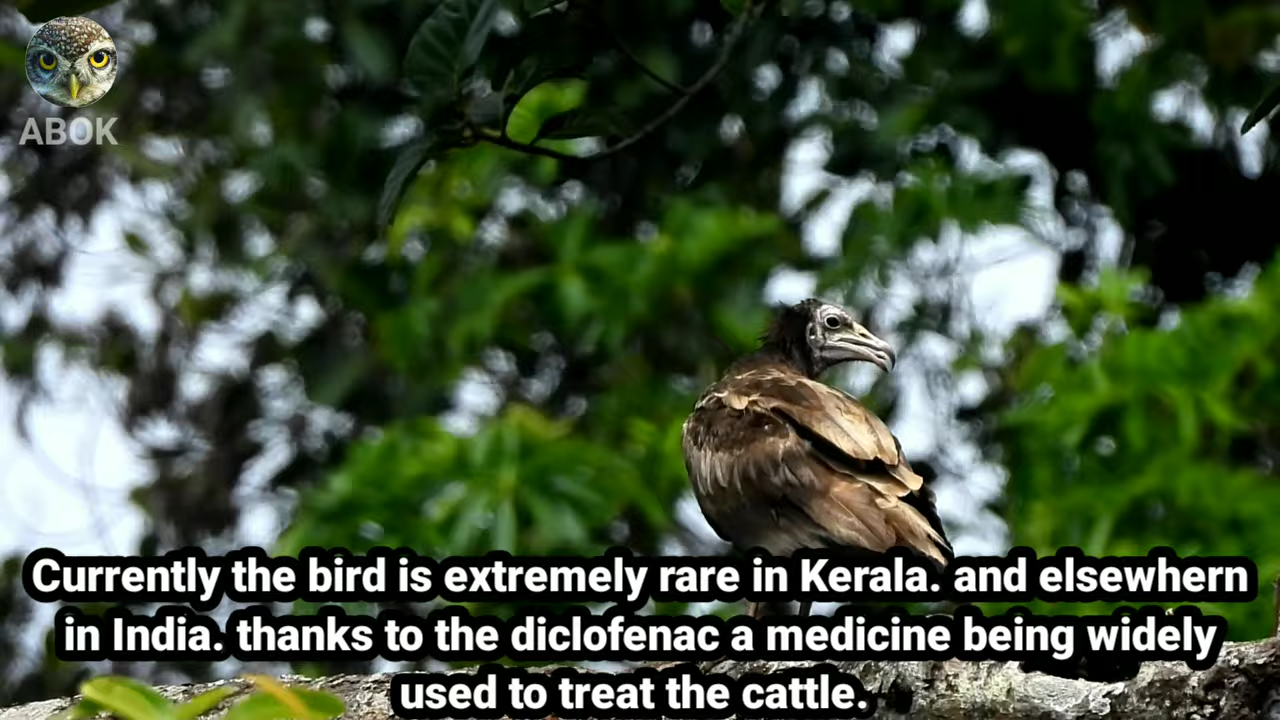 ABOK
Currently the bird is extremely rare in Kerala. and elsewhern
in India. thanks to the diclofenac a medicine being widely
used to treat the cattle.